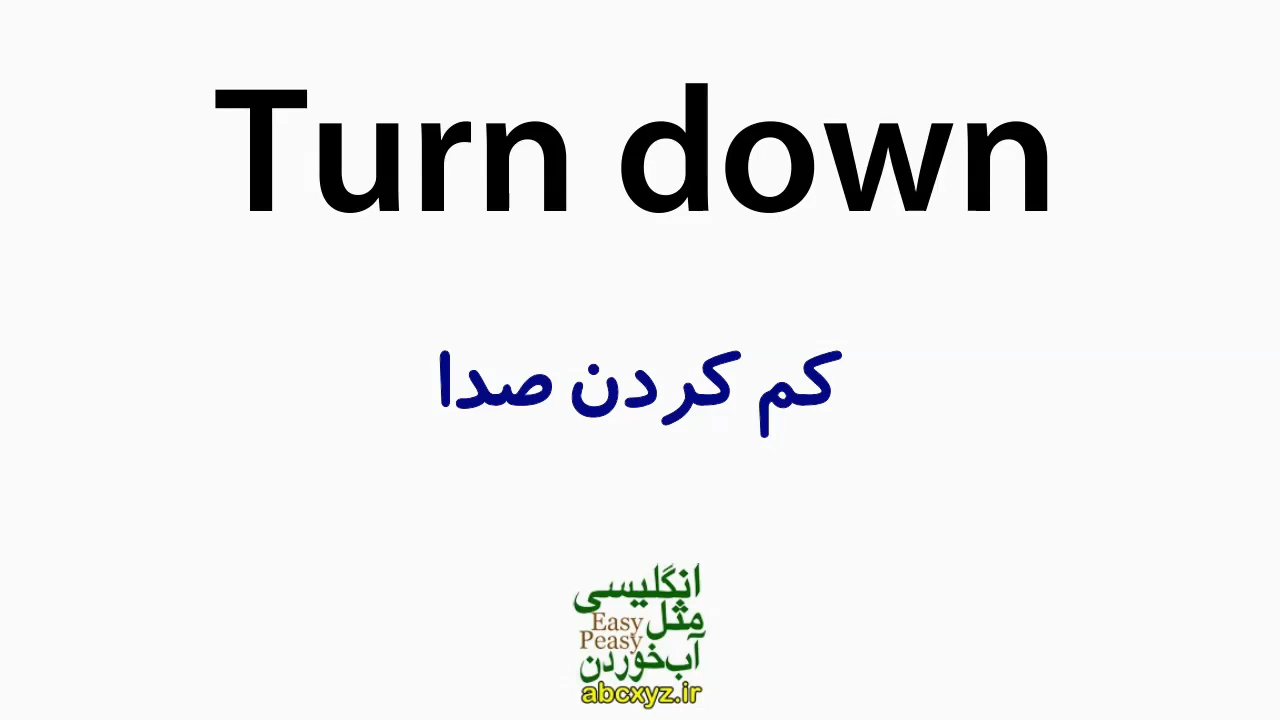 Turn down
کم کردن صدا
انگلیسی
مثل Easy
Peasy
آب‌خوردن
abcxyz.ir